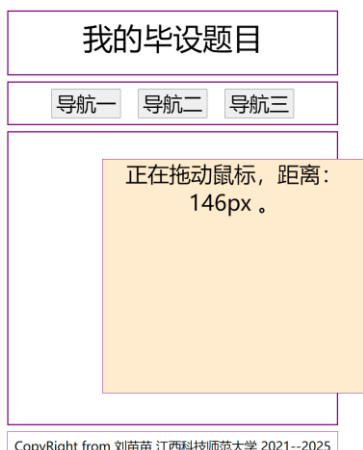 我的毕设题目
导航一 导航二 导航三
正在拖动鼠标，距离：
146px 。
CopyRight from 刘苗苗 江西科技师范大学 2021--2025